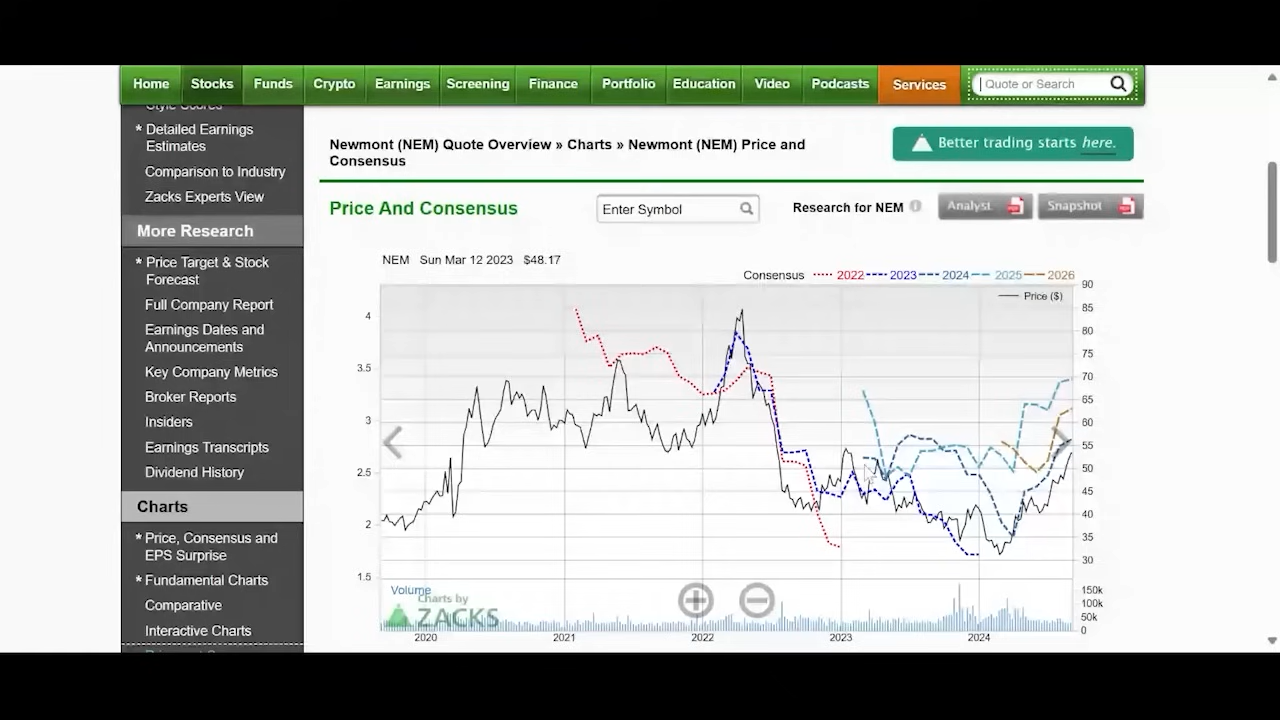 Home Stocks Funds Crypto Earnings Screening Finance Portfolio Education Video Podcasts Services Quote or Search
Style Scores
* Detailed Earnings
Estimates
Comparison to Industry
Zacks Experts View
More Research
* Price Target & Stock
Forecast
Full Company Report
Earnings Dates and
Announcements
Key Company Metrics
Broker Reports
Insiders
Earnings Transcripts
Dividend History
Charts
* Price, Consensus and
EPS Surprise
* Fundamental Charts
Comparative
Interactive Charts
Newmont (NEM) Quote Overview » Charts » Newmont (NEM) Price and
Consensus
Better trading starts here.
Price And Consensus
Enter Symbol
Research for NEM
Analyst
Snapshot
NEM Sun Mar 12 2023 $48.17
Consensus 2022 2023 2024 2025 2026
Price ($)
4
3.5
3
2.5
2
1.5
90
85
80
75
70
65
60
55
50
45
40
35
30
150k
100k
50k
0
Volume
Charts by
ZACKS
2020 2021 2022 2023 2024